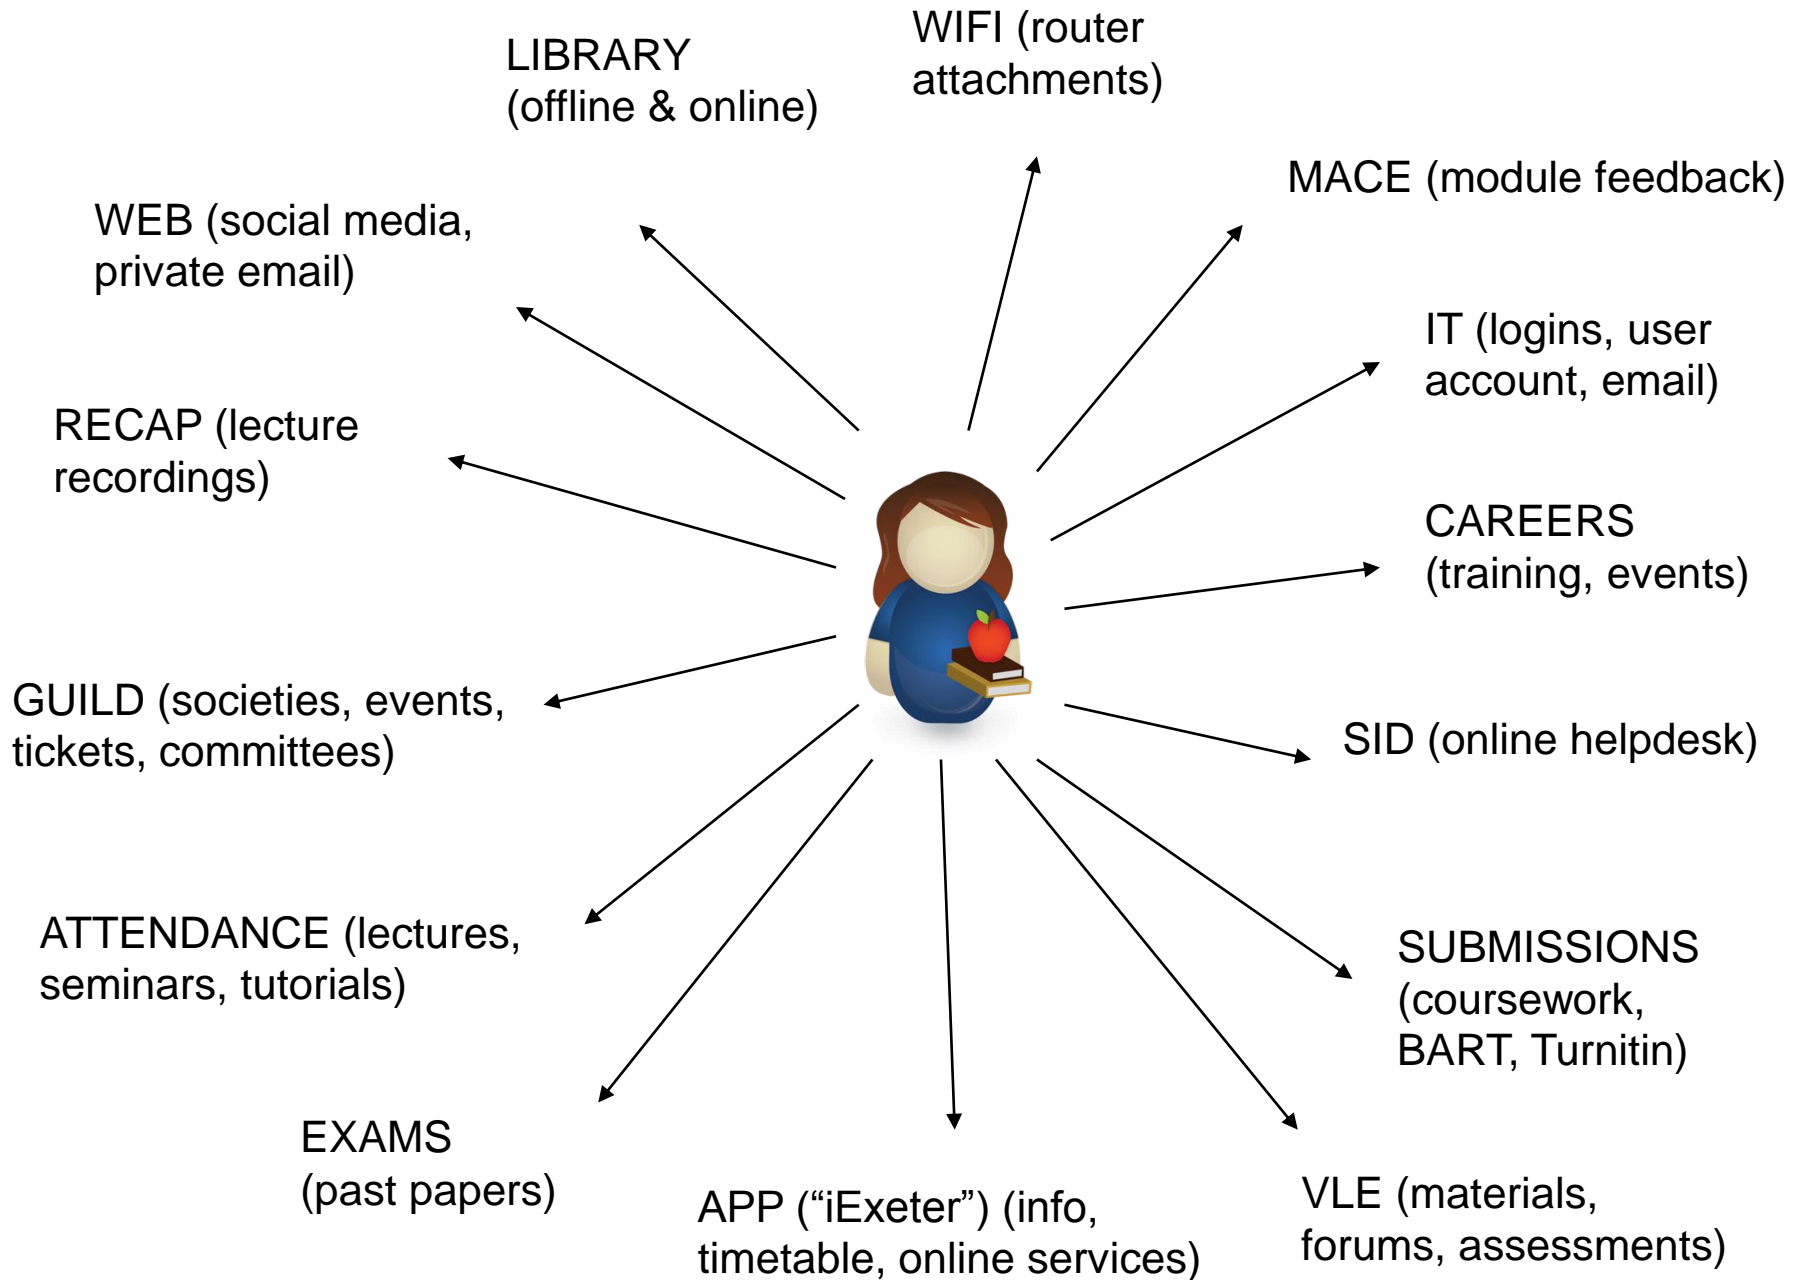 WIFI (router
attachments)
LIBRARY
(offline & online)
MACE (module feedback)
WEB (social media,
private email)
IT (logins, user
account, email)
RECAP (lecture
recordings)
CAREERS
(training, events)
GUILD (societies, events,
tickets, committees)
SID (online helpdesk)
ATTENDANCE (lectures,
seminars, tutorials)
SUBMISSIONS
(coursework,
BART, Turnitin)
EXAMS
(past papers)
APP (“iExeter”) (info,
timetable, online services)
VLE (materials,
forums, assessments)